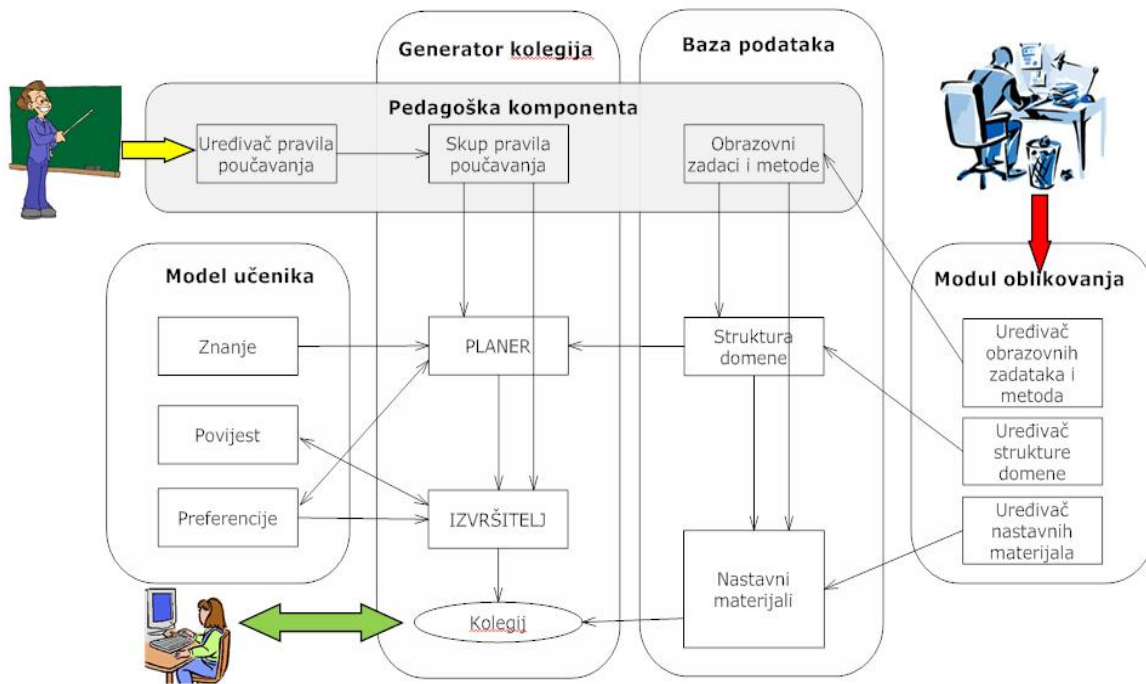 Generator kolegija
Baza podataka
Pedagoška komponenta
Uređivač pravila
poučavanja
Skup pravila
poučavanja
Obrazovni
zadaci i metode
Model učenika
Modul oblikovanja
Znanje
PLANER
Struktura
domene
Uređivač
obrazovnih
zadataka i
metoda
Povijest
Uređivač
strukture
domene
Preferencije
IZVRŠITELJ
Uređivač
nastavnih
materijala
Nastavni
materijali
Kolegij